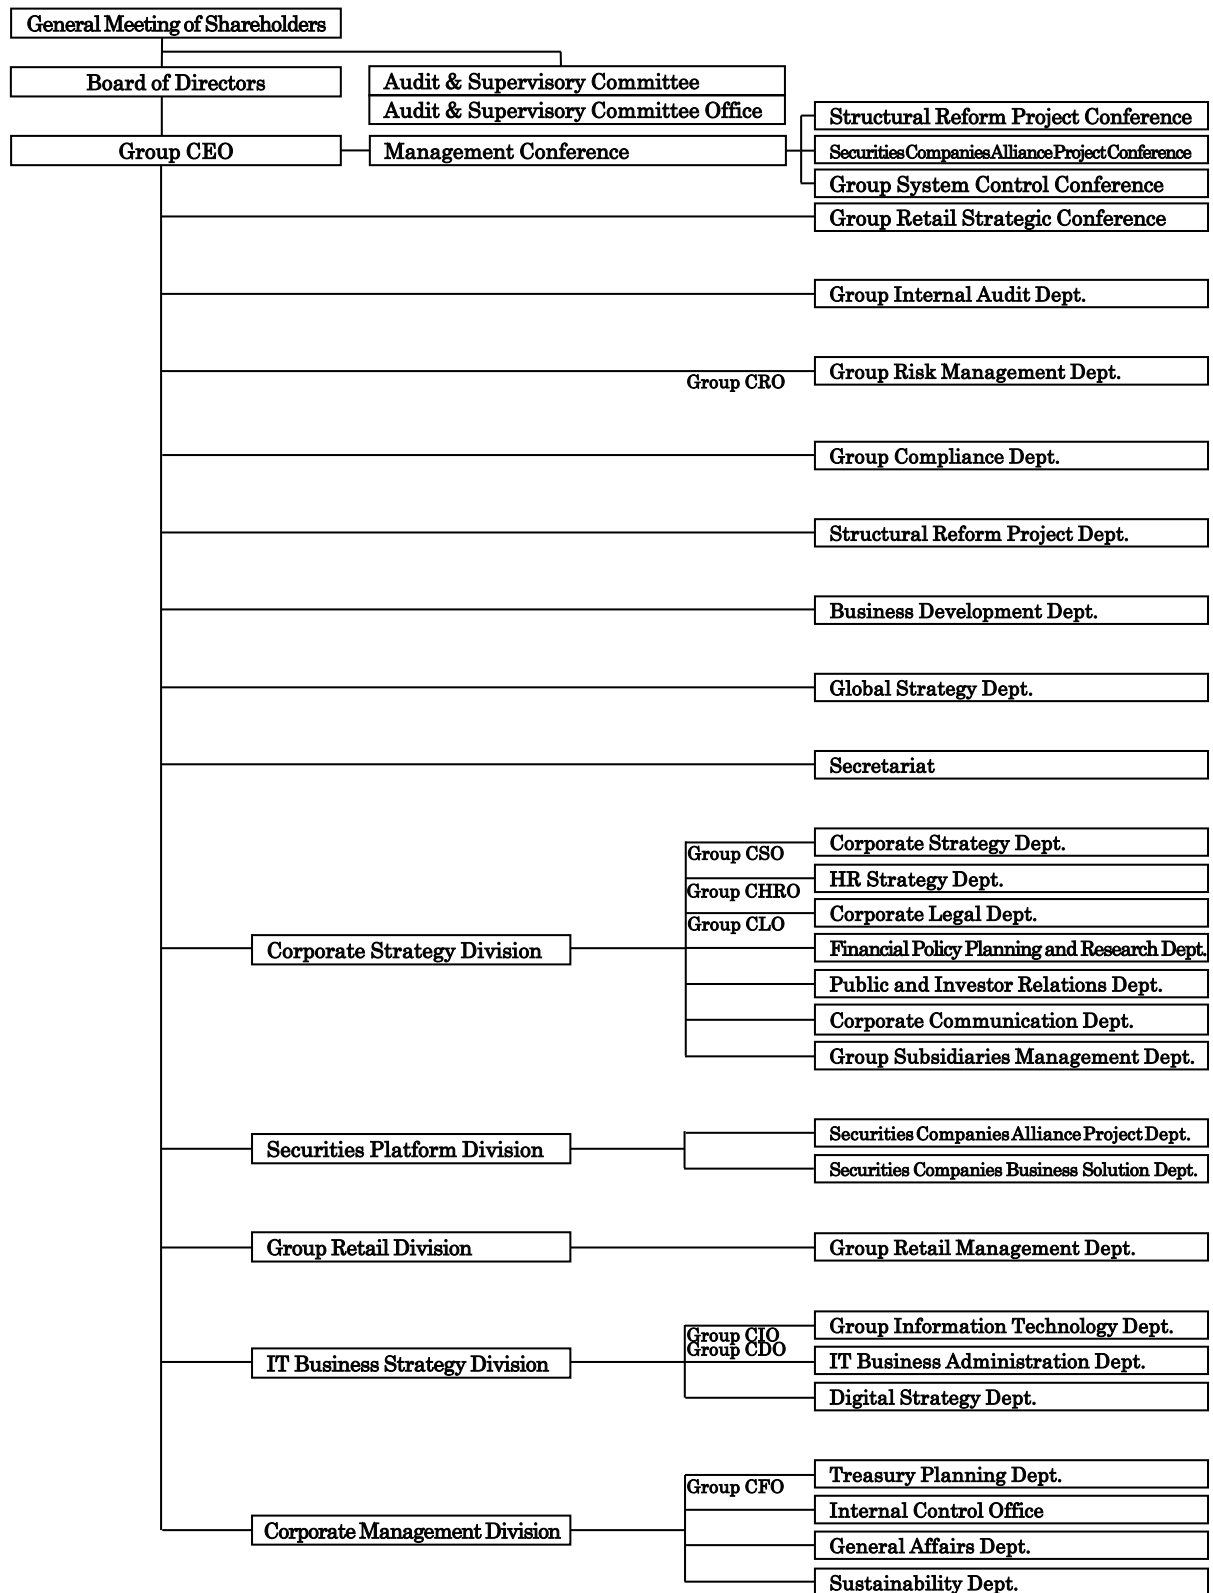 General Meeting of Shareholders
Board of Directors
Audit & Supervisory Committee
Audit & Supervisory Committee Office
Group CEO
Management Conference
Structural Reform Project Conference
Securities Companies Alliance Project Conference
Group System Control Conference
Group Retail Strategic Conference
Group Internal Audit Dept.
Group CRO
Group Risk Management Dept.
Group Compliance Dept.
Structural Reform Project Dept.
Business Development Dept.
Global Strategy Dept.
Secretariat
Corporate Strategy Division
Group CSO
Corporate Strategy Dept.
Group CHRO
HR Strategy Dept.
Group CLO
Corporate Legal Dept.
Financial Policy Planning and Research Dept.
Public and Investor Relations Dept.
Corporate Communication Dept.
Group Subsidiaries Management Dept.
Securities Platform Division
Securities Companies Alliance Project Dept.
Securities Companies Business Solution Dept.
Group Retail Division
Group Retail Management Dept.
IT Business Strategy Division
Group CIO
Group CDO
Group Information Technology Dept.
IT Business Administration Dept.
Digital Strategy Dept.
Corporate Management Division
Group CFO
Treasury Planning Dept.
Internal Control Office
General Affairs Dept.
Sustainability Dept.